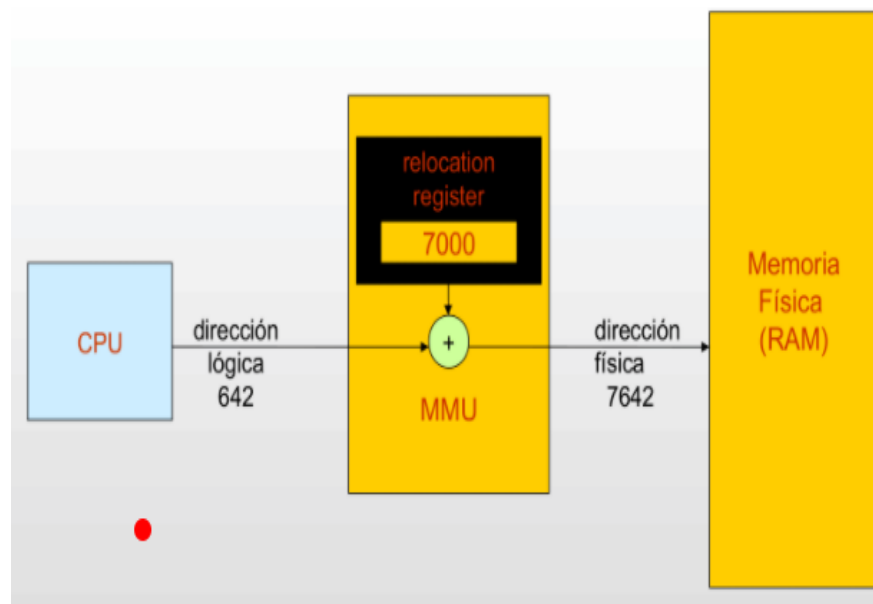 relocation
register
7000
CPU
dirección
lógica
642
+
MMU
dirección
física
7642
Memoria
Física
(RAM)